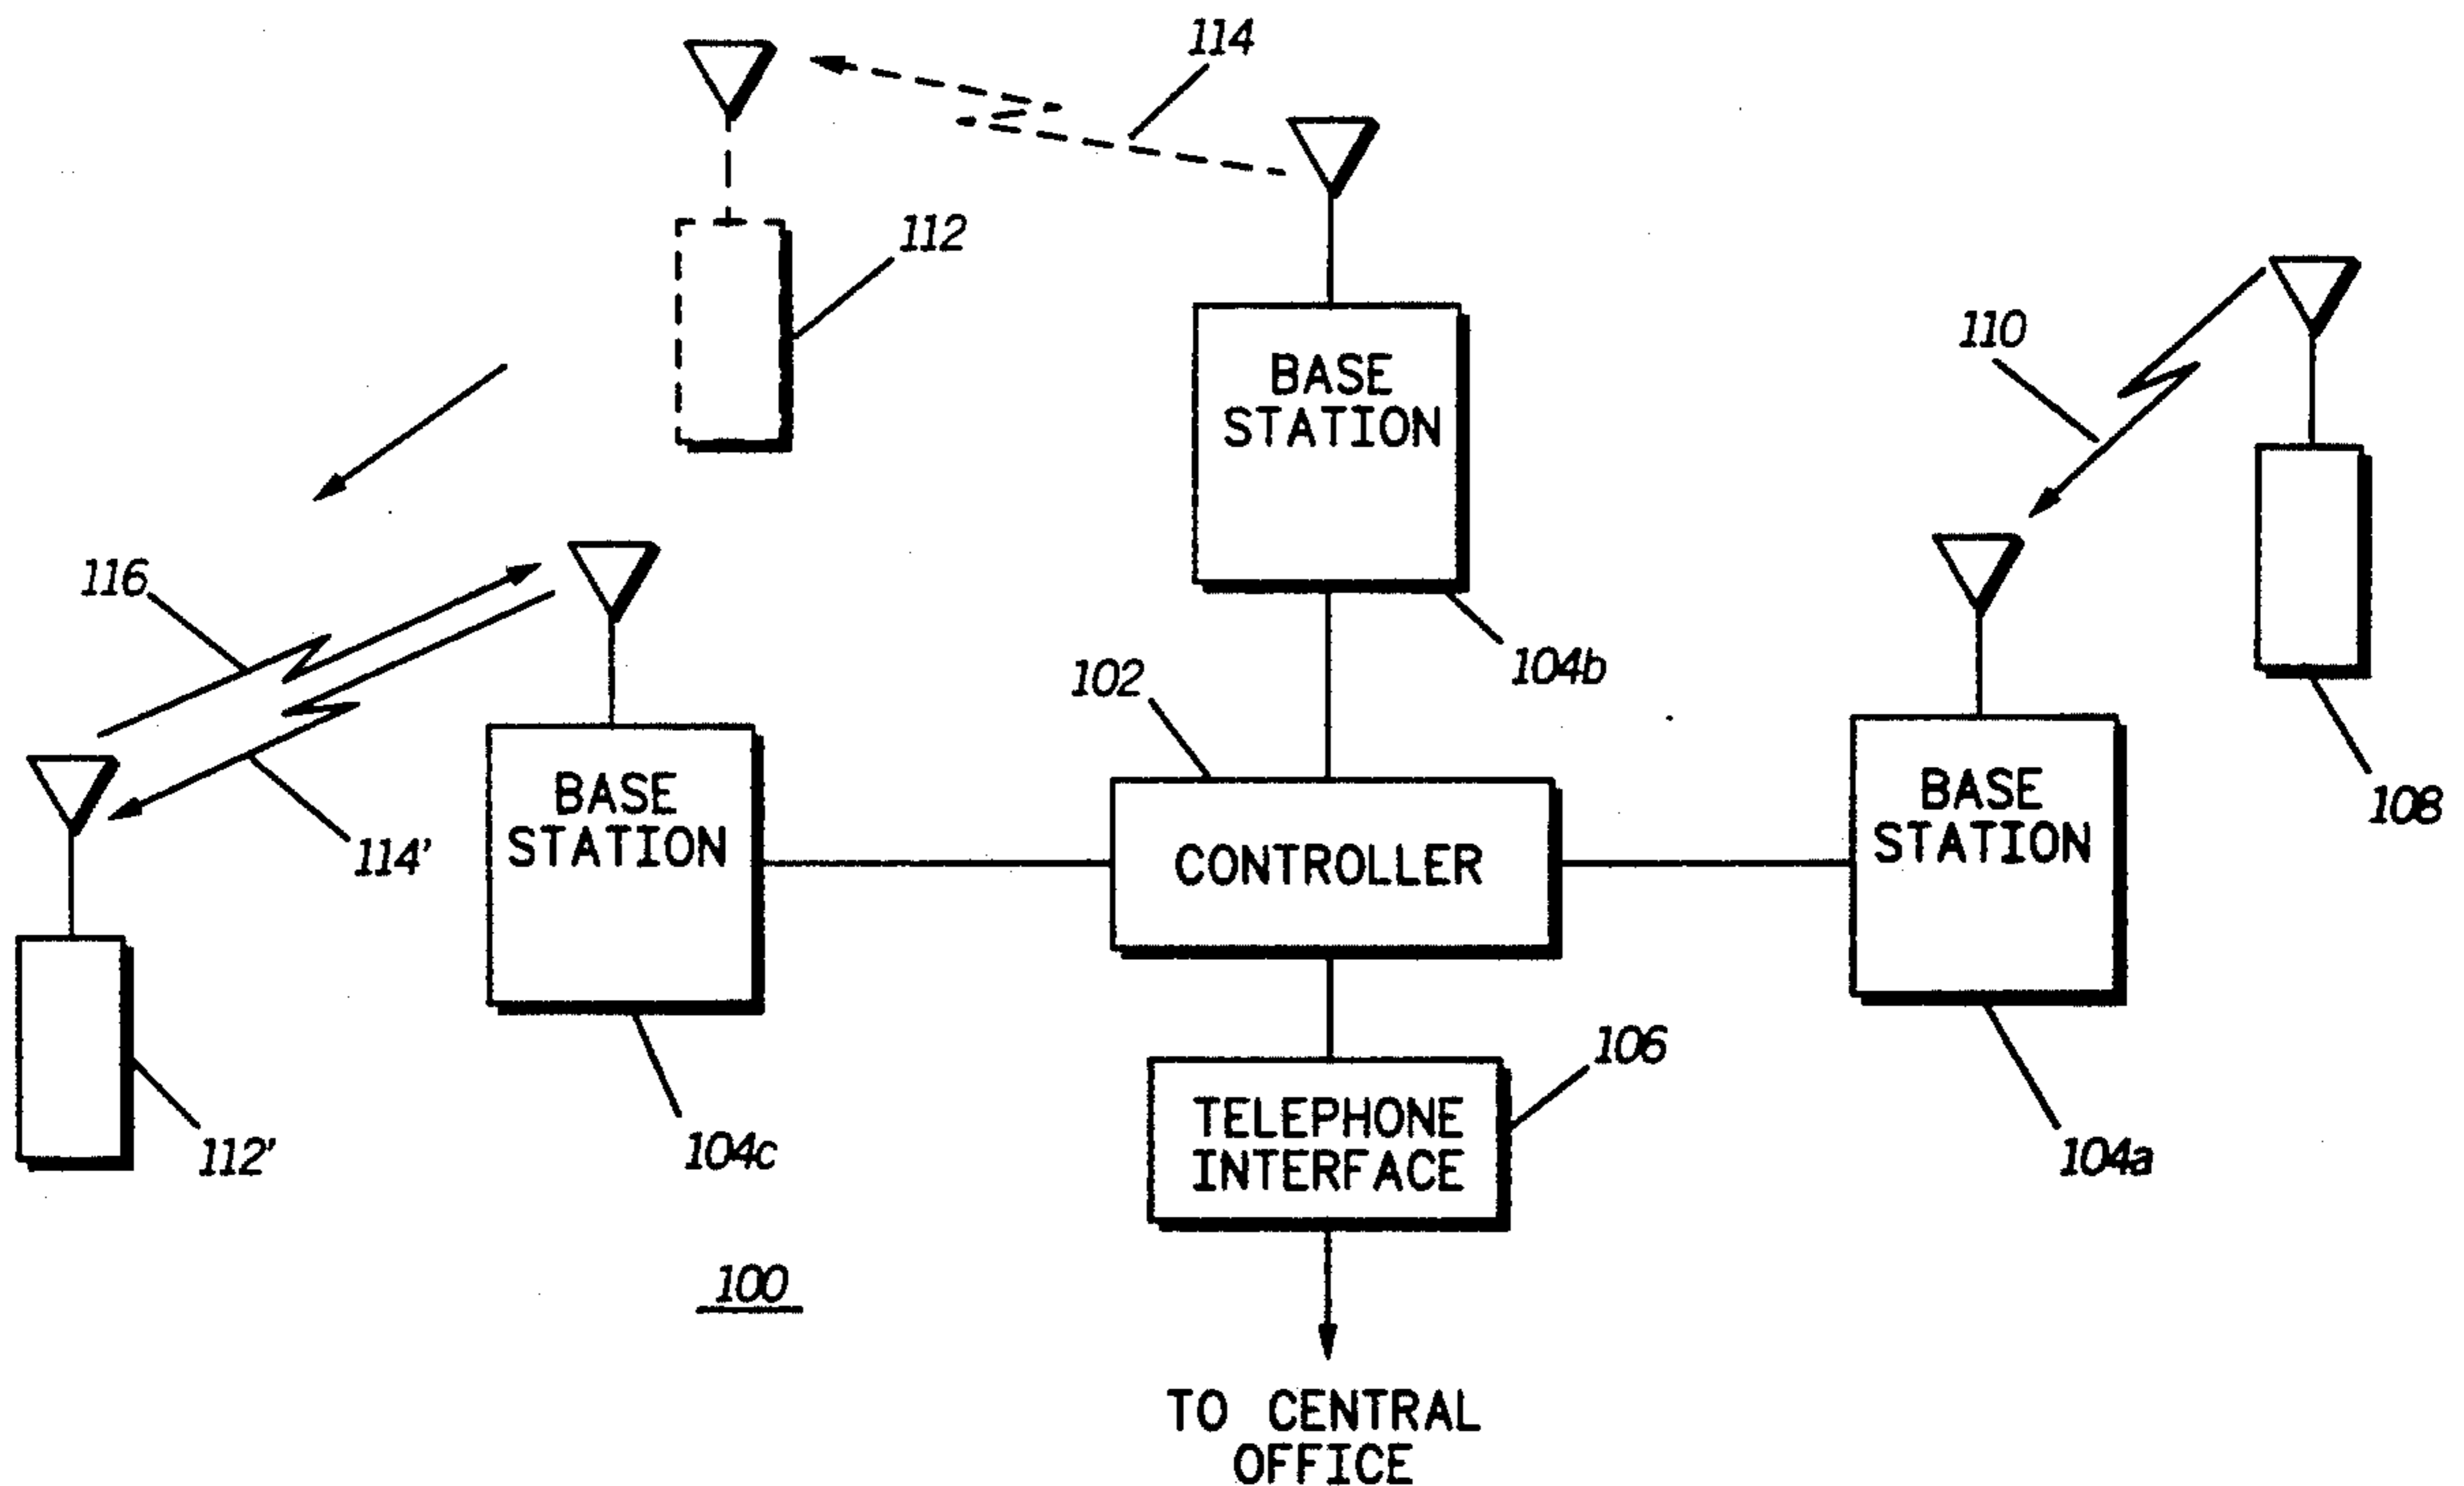 114
112
110
BASE
STATION
116
104b
102
108
BASE
STATION
BASE
STATION
114'
CONTROLLER
106
112'
104c
TELEPHONE
INTERFACE
104a
100
TO CENTRAL
OFFICE